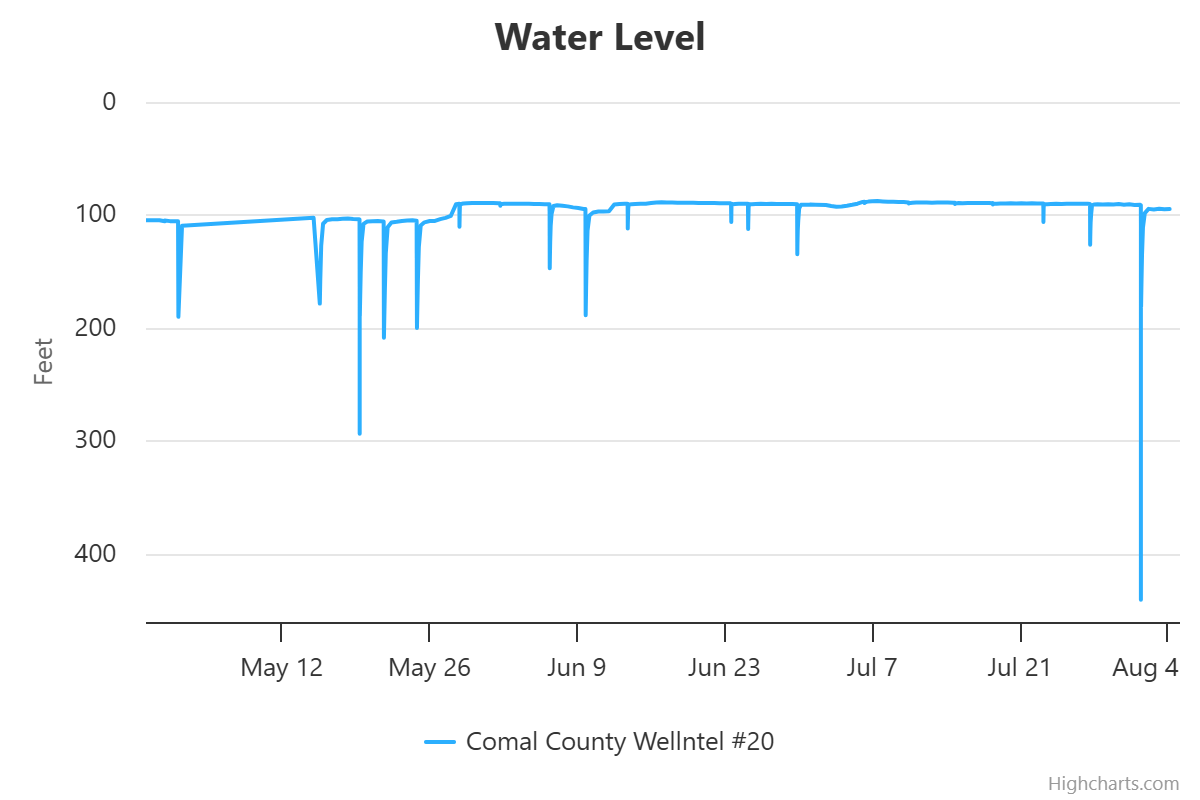 Water Level
0
100
200
300
400
Feet
May 12
May 26
Jun 9
Jun 23
Jul 7
Jul 21
Aug 4
Comal County Wellntel #20
Highcharts.com